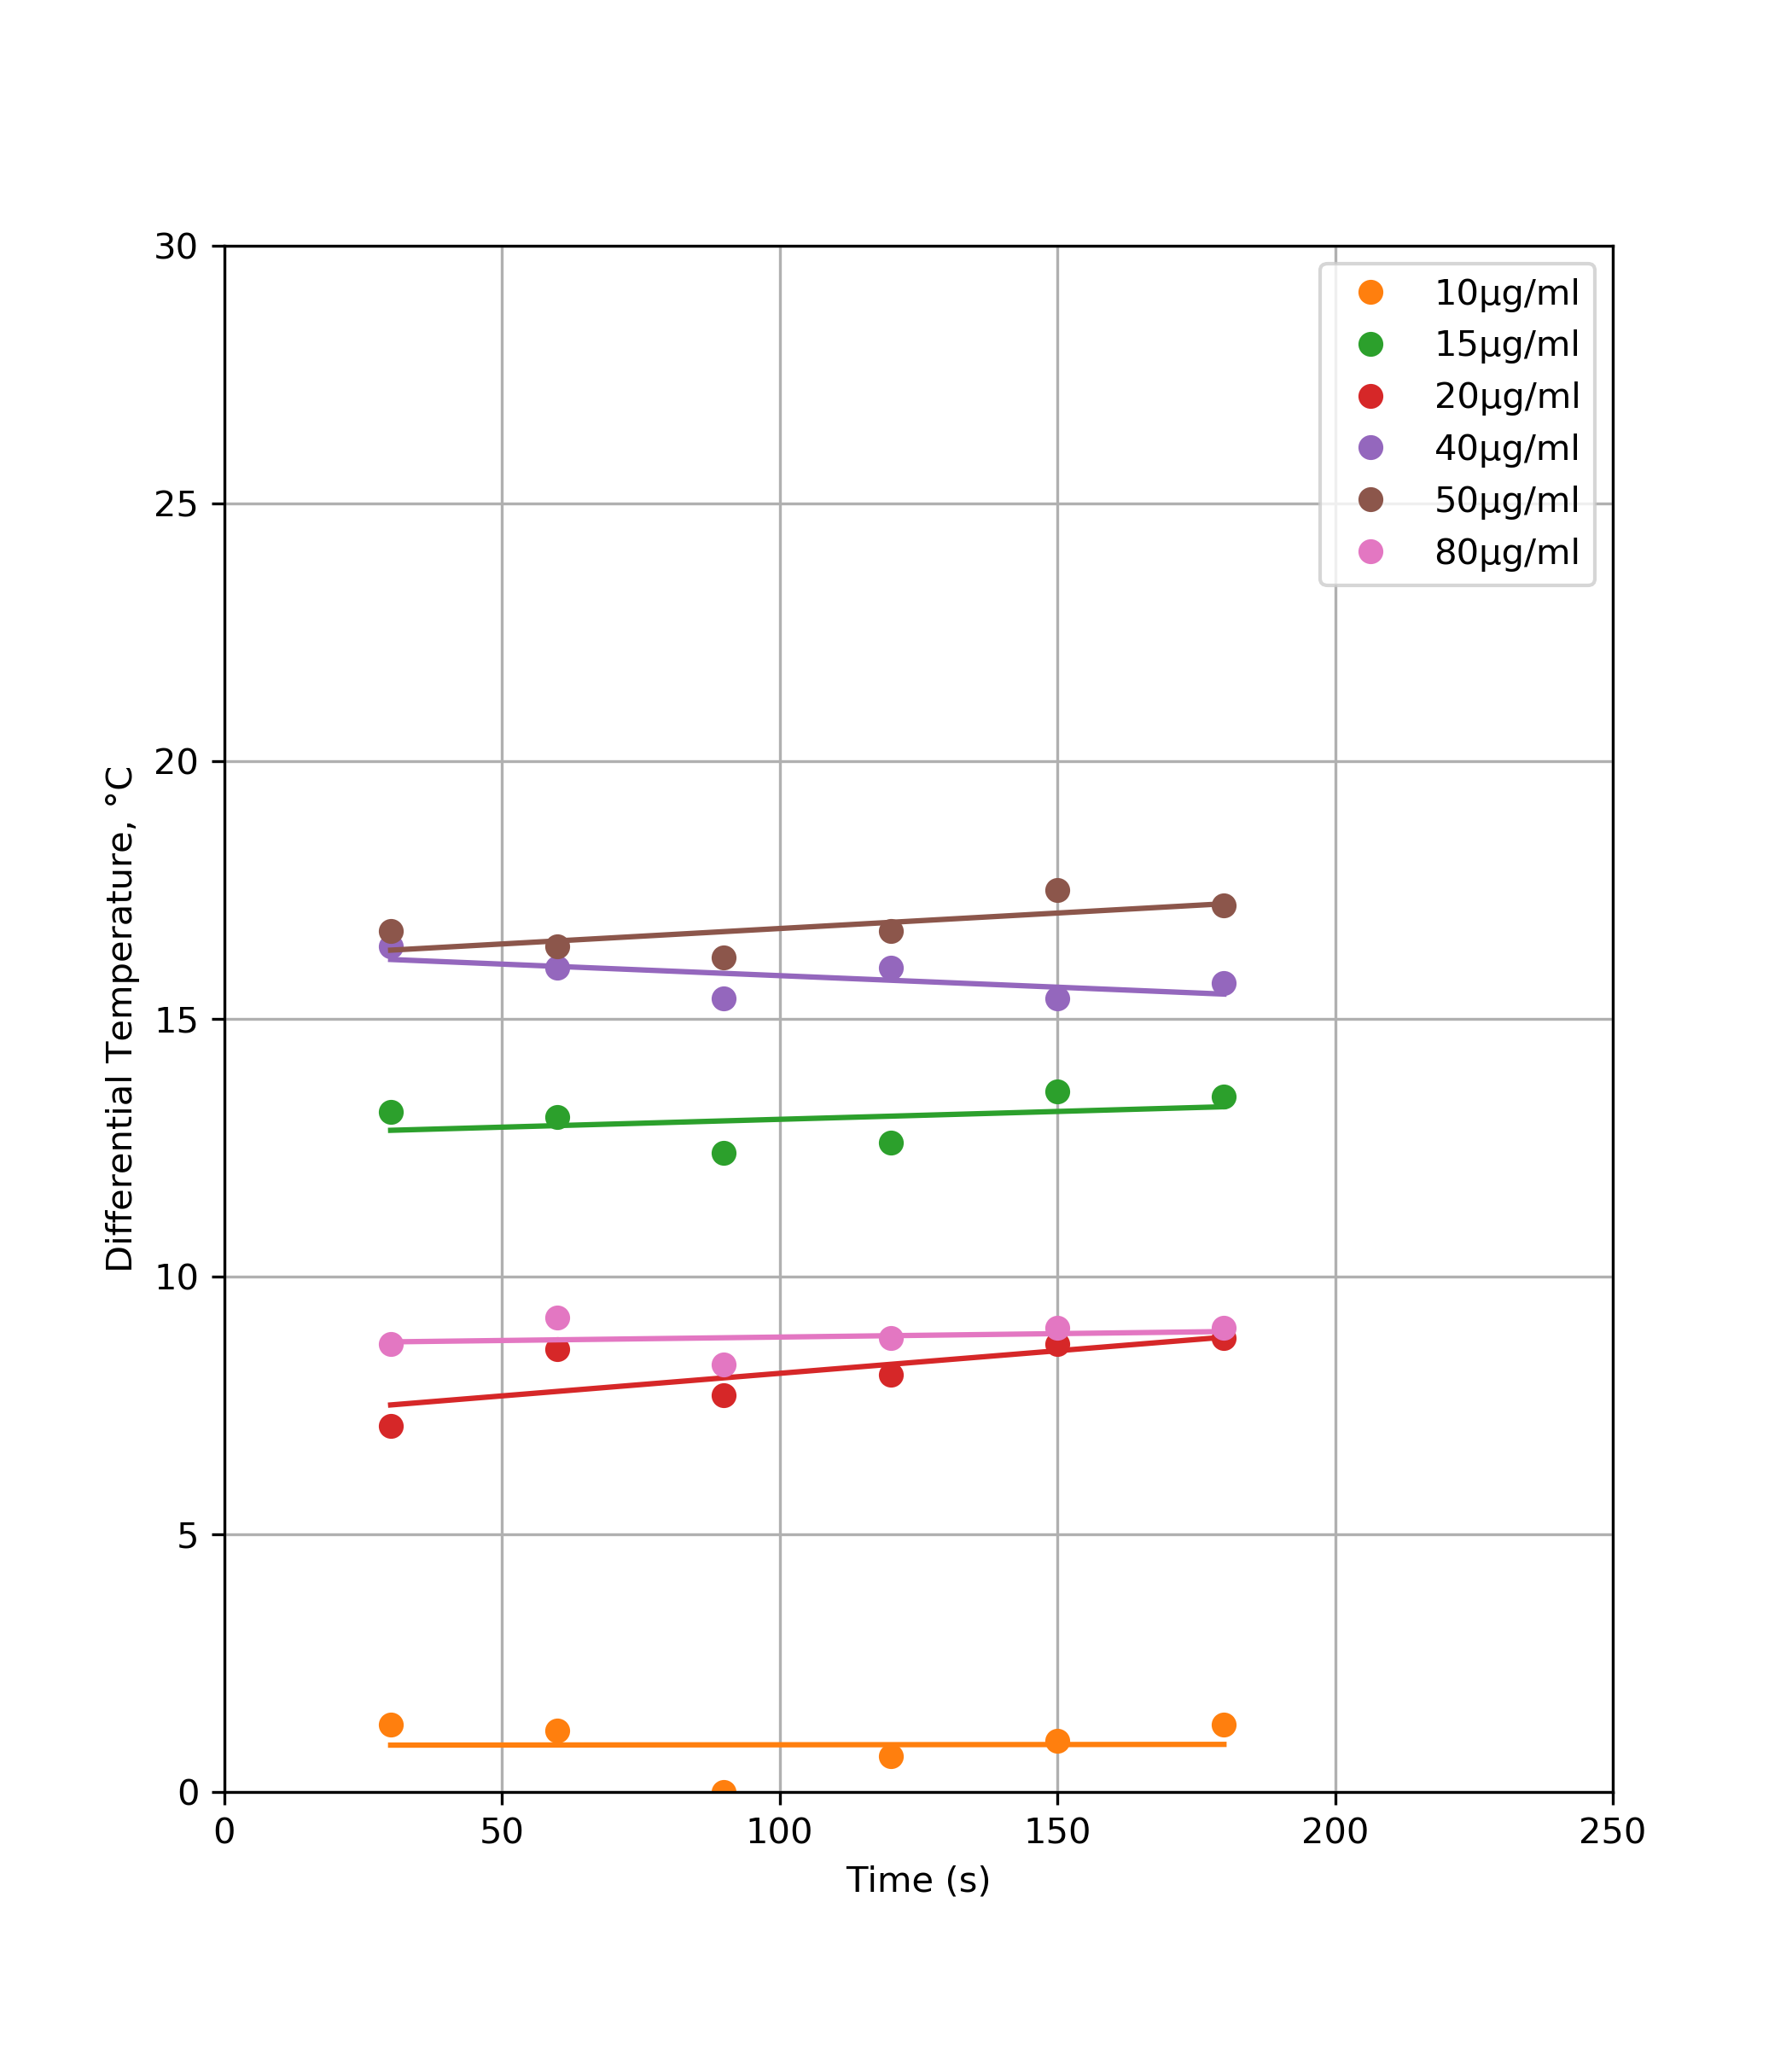 30
25
20
15
10
5
0
Differential Temperature, °C
10μg/ml
15μg/ml
20μg/ml
40μg/ml
50μg/ml
80μg/ml
0 50 100 150 200 250
Time (s)